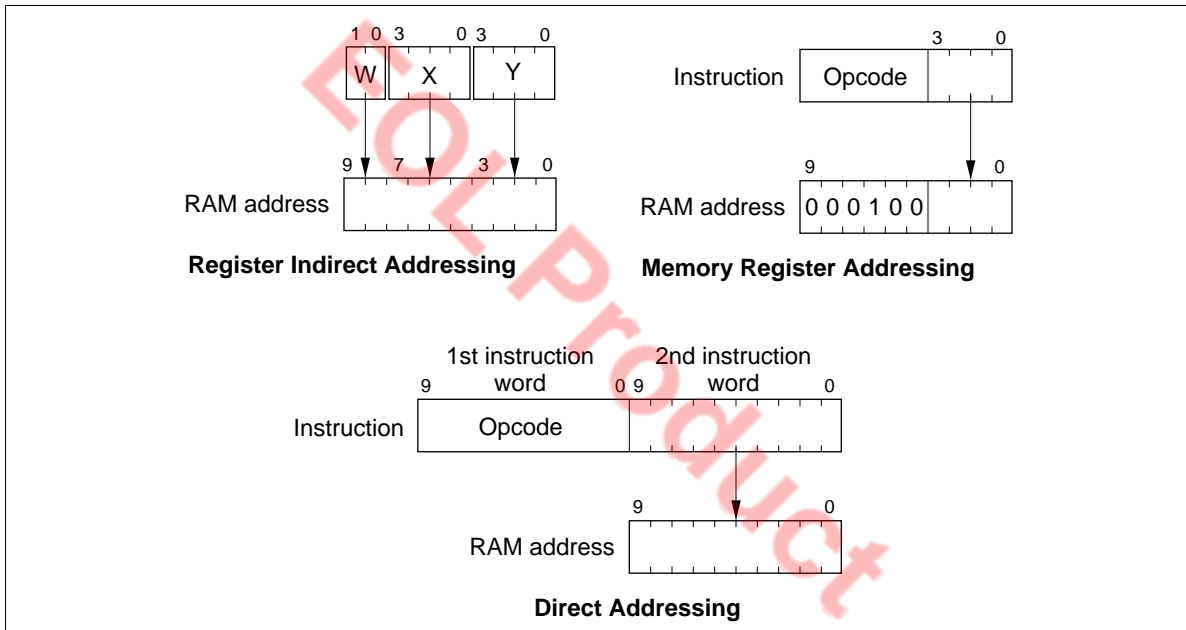 1 0 3 0 3 0
W X Y
9 7 3 0
RAM address
Register Indirect Addressing
3 0
Instruction Opcode
9 0
RAM address 0 0 0 1 0 0
Memory Register Addressing
1st instruction word
2nd instruction word
9 0 9 0
Instruction Opcode
9 0
RAM address
Direct Addressing
EOL Product